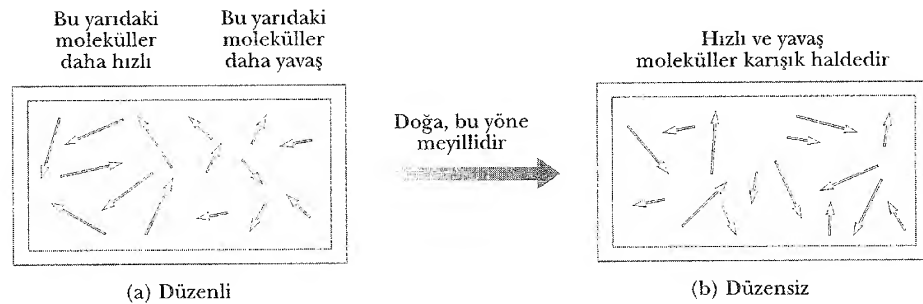 Bu yarıdaki
moleküller
daha hızlı
Bu yarıdaki
moleküller
daha yavaş
Doğa, bu yöne
meyillidir
Hızlı ve yavaş
moleküller karışık haldedir
(a) Düzenli
(b) Düzensiz